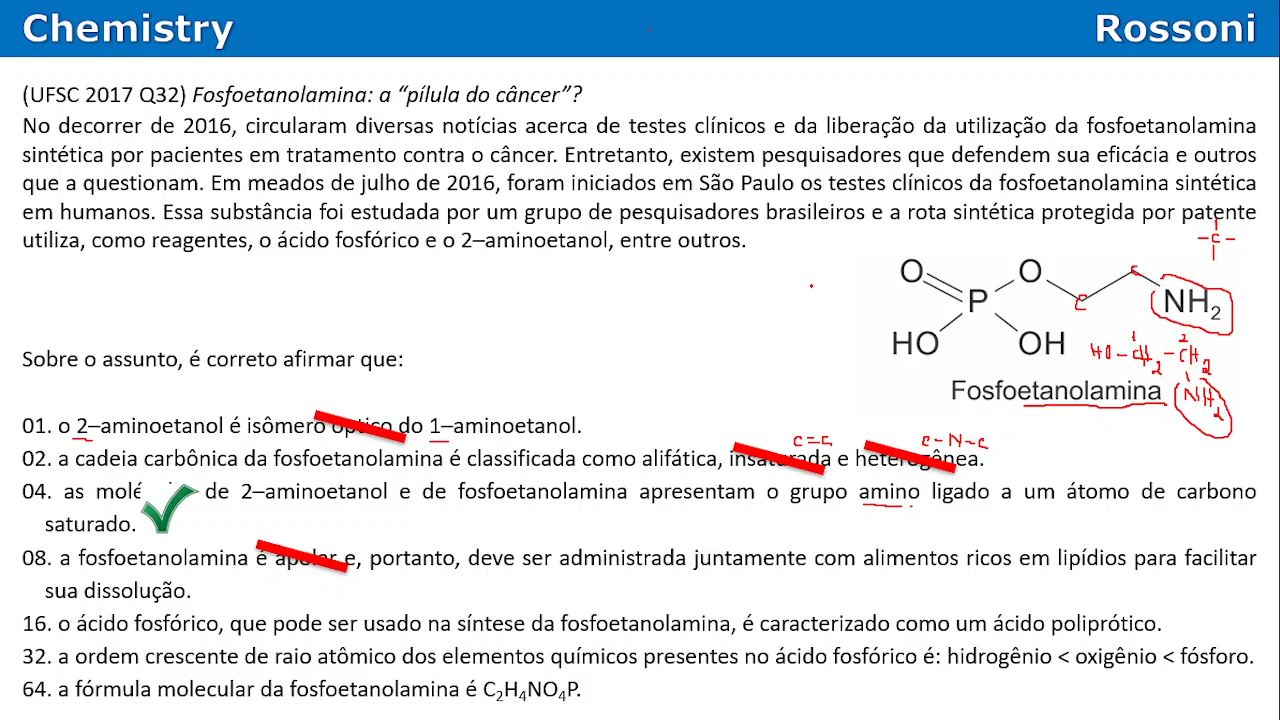 Chemistry Rossoni
(UFSC 2017 Q32) Fosfoetanolamina: a “pílula do câncer”?
No decorrer de 2016, circularam diversas notícias acerca de testes clínicos e da liberação da utilização da fosfoetanolamina
sintética por pacientes em tratamento contra o câncer. Entretanto, existem pesquisadores que defendem sua eficácia e outros
que a questionam. Em meados de julho de 2016, foram iniciados em São Paulo os testes clínicos da fosfoetanolamina sintética
em humanos. Essa substância foi estudada por um grupo de pesquisadores brasileiros e a rota sintética protegida por patente
utiliza, como reagentes, o ácido fosfórico e o 2–aminoetanol, entre outros.
–C–
O O C
P C NH₂
HO OH
HO – CH₂ – CH₂
1 2
NH₂
Fosfoetanolamina
Sobre o assunto, é correto afirmar que:
01. o 2–aminoetanol é isômero óptico do 1–aminoetanol.
C=C C–N–C
02. a cadeia carbônica da fosfoetanolamina é classificada como alifática, insaturada e heterogênea.
04. as de 2–aminoetanol e de fosfoetanolamina apresentam o grupo amino ligado a um átomo de carbono
saturado.
08. a fosfoetanolamina é apolar e, portanto, deve ser administrada juntamente com alimentos ricos em lipídios para facilitar
sua dissolução.
16. o ácido fosfórico, que pode ser usado na síntese da fosfoetanolamina, é caracterizado como um ácido poliprótico.
32. a ordem crescente de raio atômico dos elementos químicos presentes no ácido fosfórico é: hidrogênio < oxigênio < fósforo.
64. a fórmula molecular da fosfoetanolamina é C₂H₄NO₄P.